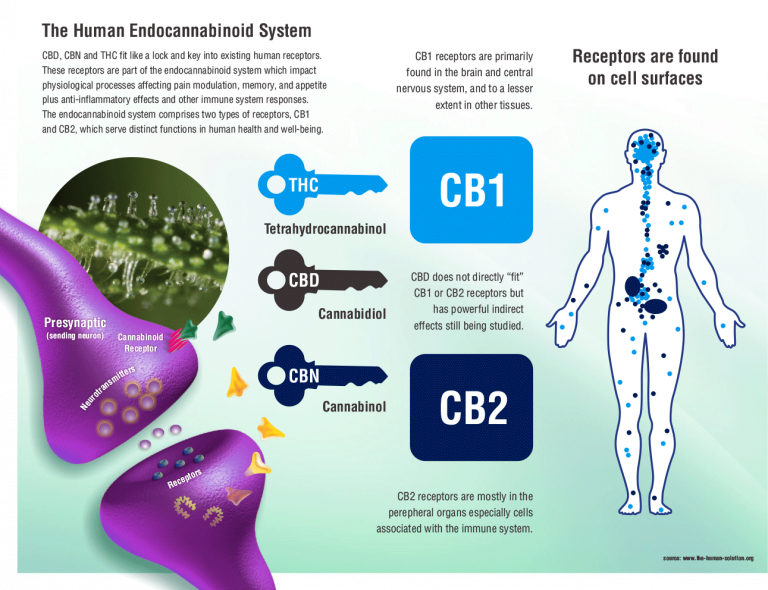 The Human Endocannabinoid System
CBD, CBN and THC fit like a lock and key into existing human receptors.
These receptors are part of the endocannabinoid system which impact
physiological processes affecting pain modulation, memory, and appetite
plus anti-inflammatory effects and other immune system responses.
The endocannabinoid system comprises two types of receptors, CB1
and CB2, which serve distinct functions in human health and well-being.
CB1 receptors are primarily
found in the brain and central
nervous system, and to a lesser
extent in other tissues.
Receptors are found
on cell surfaces
THC
Tetrahydrocannabinol
CB1
CBD
Cannabidiol
CBD does not directly “fit”
CB1 or CB2 receptors but
has powerful indirect
effects still being studied.
Presynaptic
(sending neuron)
Cannabinoid
Receptor
Neurotransmitters
CBN
Cannabinol
CB2
Receptors
CB2 receptors are mostly in the
perepheral organs especially cells
associated with the immune system.
source: www.the-human-solution.org